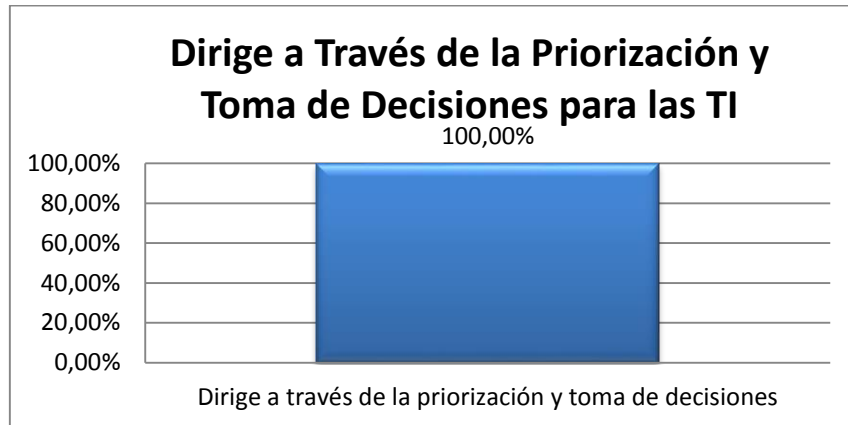 Dirige a Través de la Priorización y
Toma de Decisiones para las TI
100,00%
100,00%
80,00%
60,00%
40,00%
20,00%
0,00%
Dirige a través de la priorización y toma de decisiones